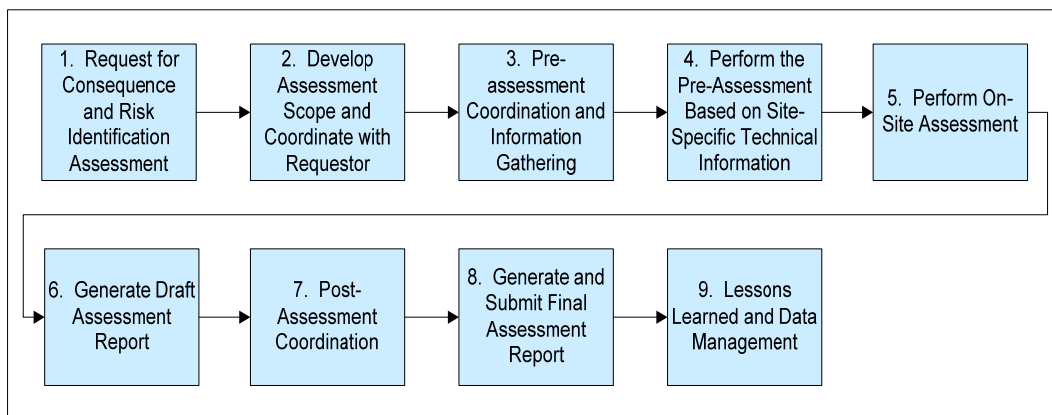 1. Request for
Consequence
and Risk
Identification
Assessment
2. Develop
Assessment
Scope and
Coordinate with
Requestor
3. Pre-
assessment
Coordination and
Information
Gathering
4. Perform the
Pre-Assessment
Based on Site-
Specific Technical
Information
5. Perform On-
Site Assessment
6. Generate Draft
Assessment
Report
7. Post-
Assessment
Coordination
8. Generate and
Submit Final
Assessment
Report
9. Lessons
Learned and Data
Management